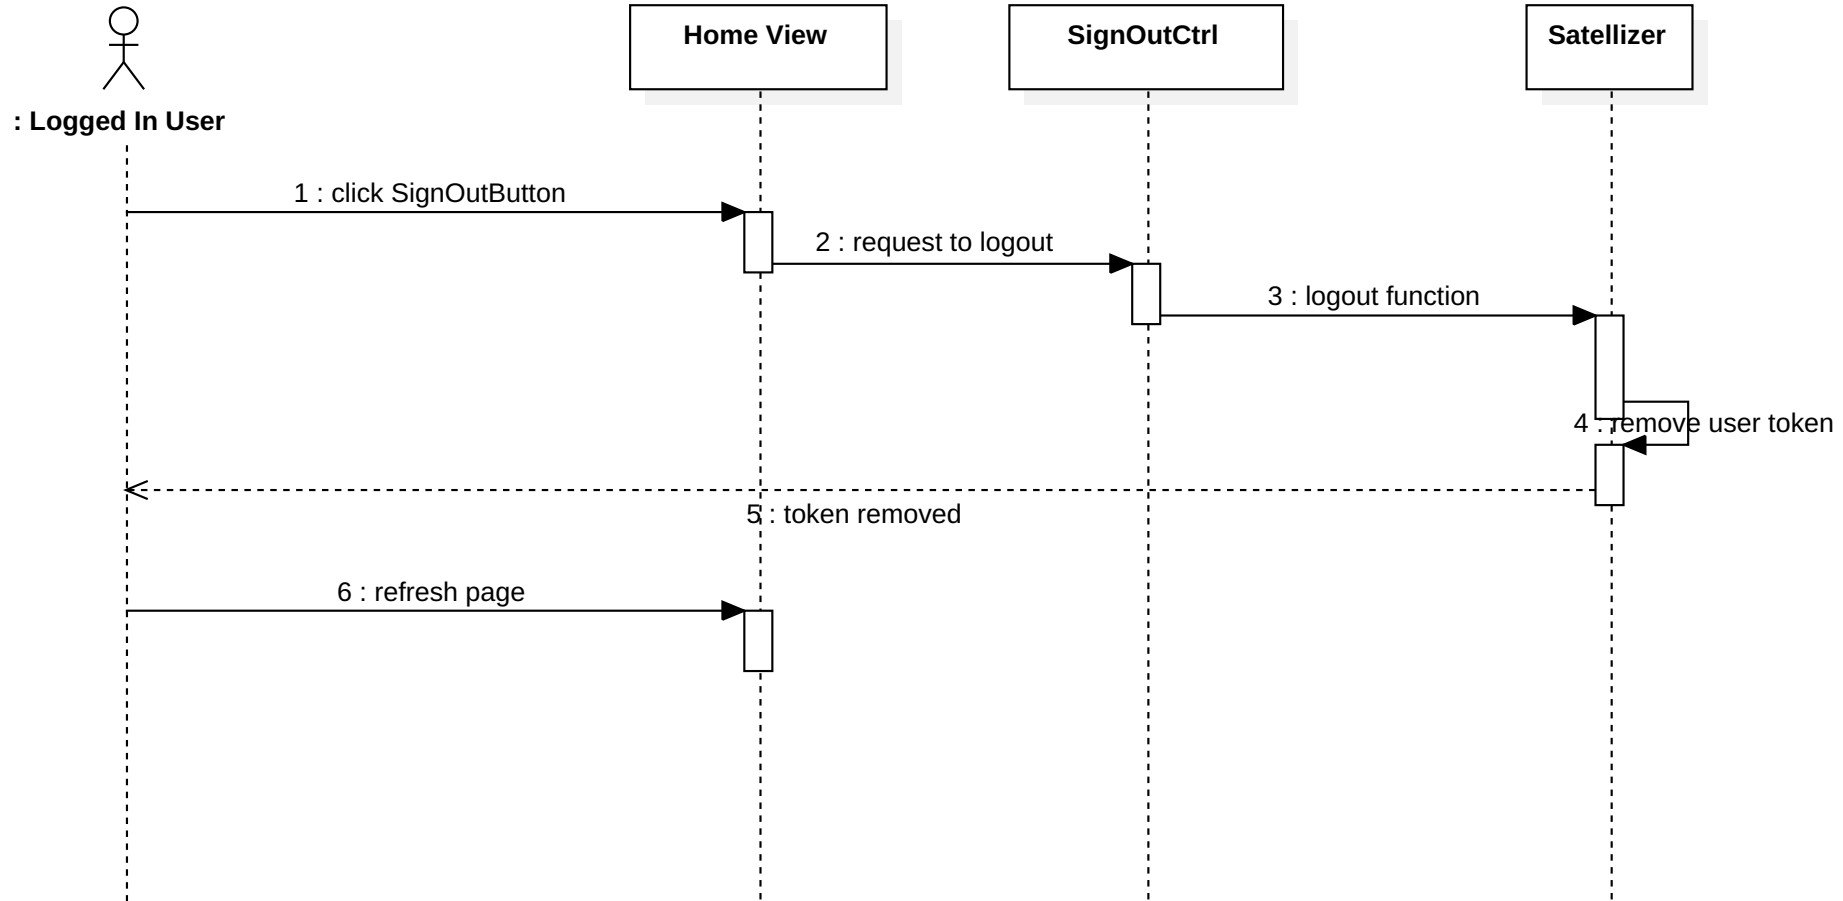 Home View
SignOutCtrl
Satellizer
: Logged In User
1 : click SignOutButton
2 : request to logout
3 : logout function
4 : remove user token
5 : token removed
6 : refresh page